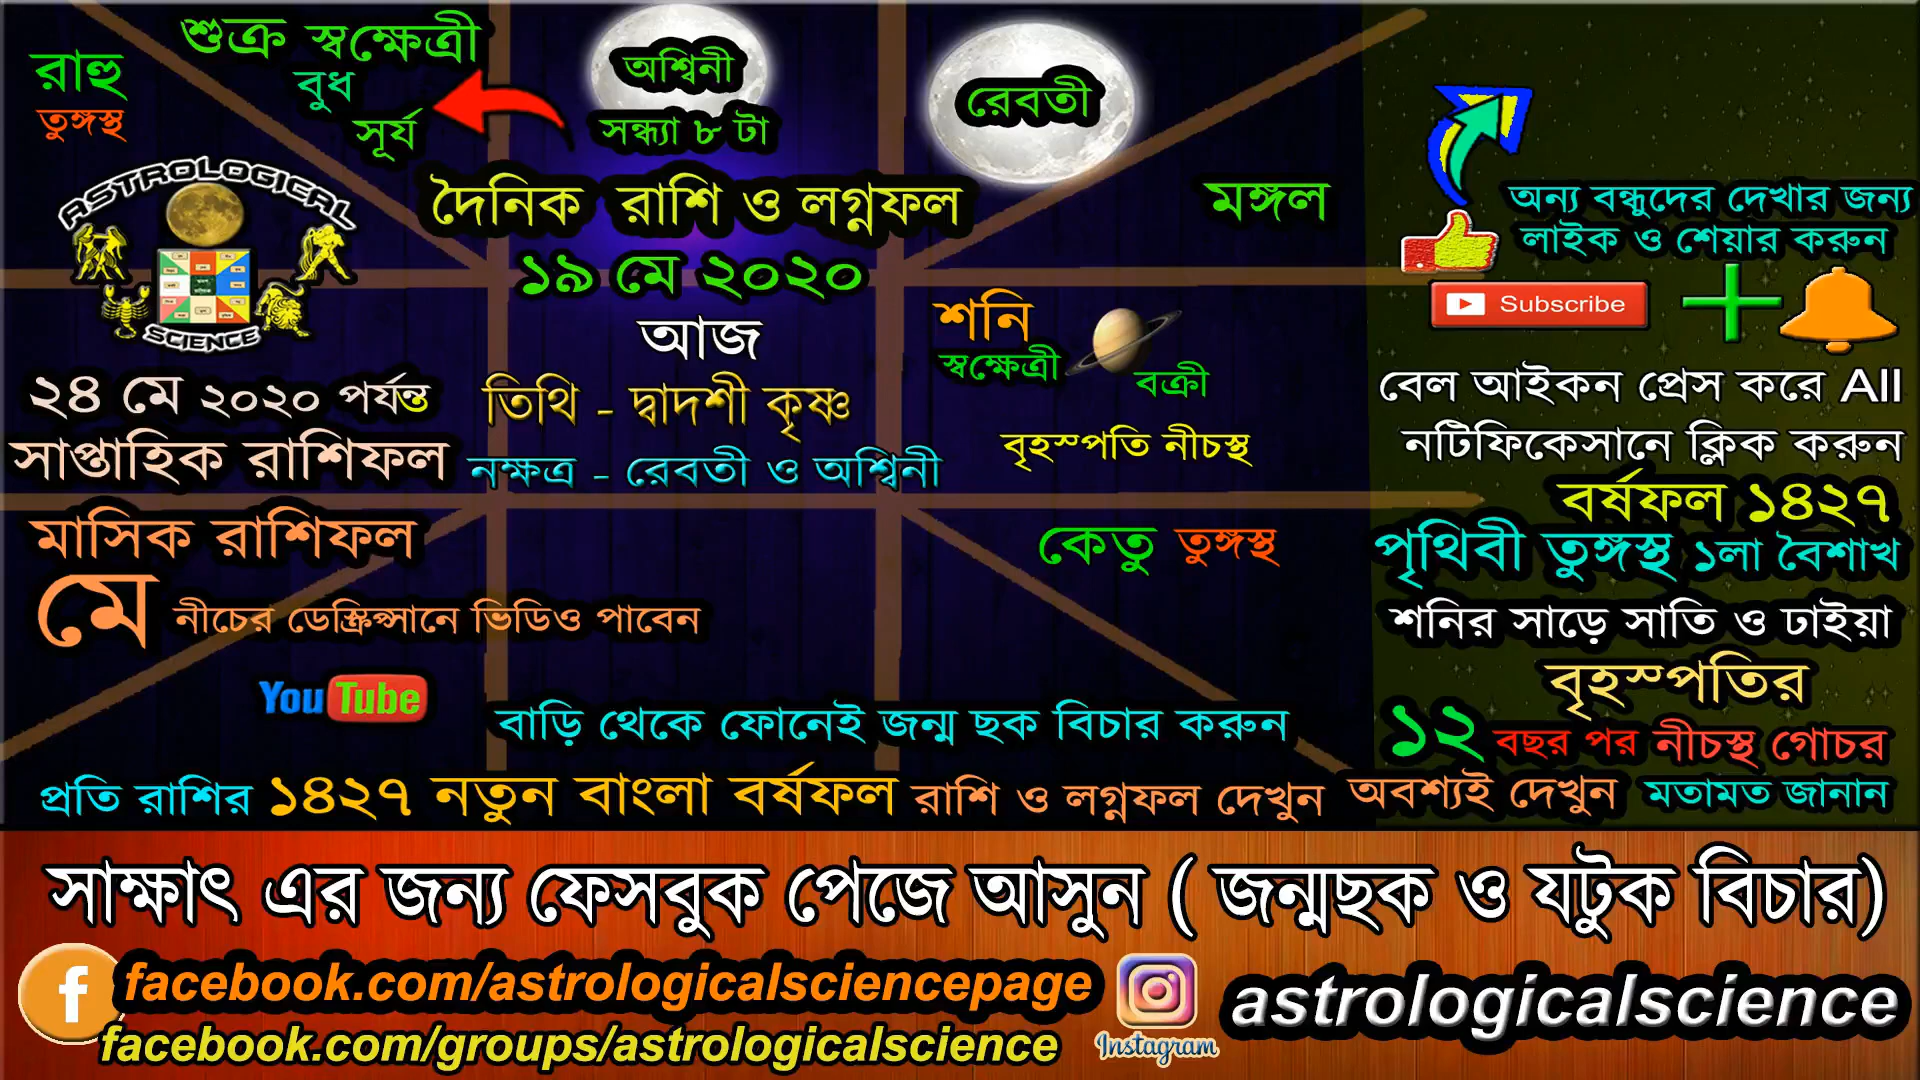 শুক্র স্বক্ষেত্রী
রাহু
বুধ
তুঙ্গস্থ
সূর্য
অশ্বিনী
সন্ধ্যা ৮ টা
রেবতী
ASTROLOGICAL
SCIENCE
দৈনিক রাশি ও লগ্নফল
১৯ মে ২০২০
মঙ্গল
আজ
তিথি - দ্বাদশী কৃষ্ণ
নক্ষত্র - রেবতী ও অশ্বিনী
শনি
স্বক্ষেত্রী
বক্রী
বৃহস্পতি নীচস্থ
কেতু তুঙ্গস্থ
২৪ মে ২০২০ পর্যন্ত
সাপ্তাহিক রাশিফল
মাসিক রাশিফল
মে নীচের ডেস্ক্রিপ্সানে ভিডিও পাবেন
YouTube
বাড়ি থেকে ফোনেই জন্ম ছক বিচার করুন
অন্য বন্ধুদের দেখার জন্য
লাইক ও শেয়ার করুন
Subscribe
বেল আইকন প্রেস করে All
নটিফিকেসানে ক্লিক করুন
বর্ষফল ১৪২৭
পৃথিবী তুঙ্গস্থ ১লা বৈশাখ
শনির সাড়ে সাতি ও ঢাইয়া
বৃহস্পতির
১২ বছর পর নীচস্থ গোচর
প্রতি রাশির ১৪২৭ নতুন বাংলা বর্ষফল রাশি ও লগ্নফল দেখুন অবশ্যই দেখুন মতামত জানান
সাক্ষাৎ এর জন্য ফেসবুক পেজে আসুন ( জন্মছক ও যটুক বিচার)
facebook.com/astrologicalsciencepage
facebook.com/groups/astrologicalscience
Instagram
astrologicalscience